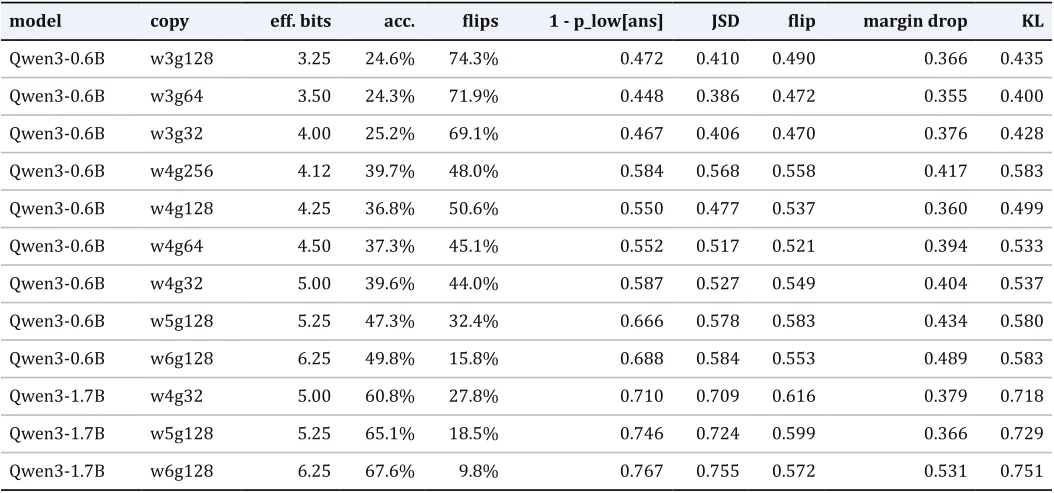 model copy eff. bits acc. flips 1 - p_low[ans] JSD flip margin drop KL
Qwen3-0.6B w3g128 3.25 24.6% 74.3% 0.472 0.410 0.490 0.366 0.435
Qwen3-0.6B w3g64 3.50 24.3% 71.9% 0.448 0.386 0.472 0.355 0.400
Qwen3-0.6B w3g32 4.00 25.2% 69.1% 0.467 0.406 0.470 0.376 0.428
Qwen3-0.6B w4g256 4.12 39.7% 48.0% 0.584 0.568 0.558 0.417 0.583
Qwen3-0.6B w4g128 4.25 36.8% 50.6% 0.550 0.477 0.537 0.360 0.499
Qwen3-0.6B w4g64 4.50 37.3% 45.1% 0.552 0.517 0.521 0.394 0.533
Qwen3-0.6B w4g32 5.00 39.6% 44.0% 0.587 0.527 0.549 0.404 0.537
Qwen3-0.6B w5g128 5.25 47.3% 32.4% 0.666 0.578 0.583 0.434 0.580
Qwen3-0.6B w6g128 6.25 49.8% 15.8% 0.688 0.584 0.553 0.489 0.583
Qwen3-1.7B w4g32 5.00 60.8% 27.8% 0.710 0.709 0.616 0.379 0.718
Qwen3-1.7B w5g128 5.25 65.1% 18.5% 0.746 0.724 0.599 0.366 0.729
Qwen3-1.7B w6g128 6.25 67.6% 9.8% 0.767 0.755 0.572 0.531 0.751